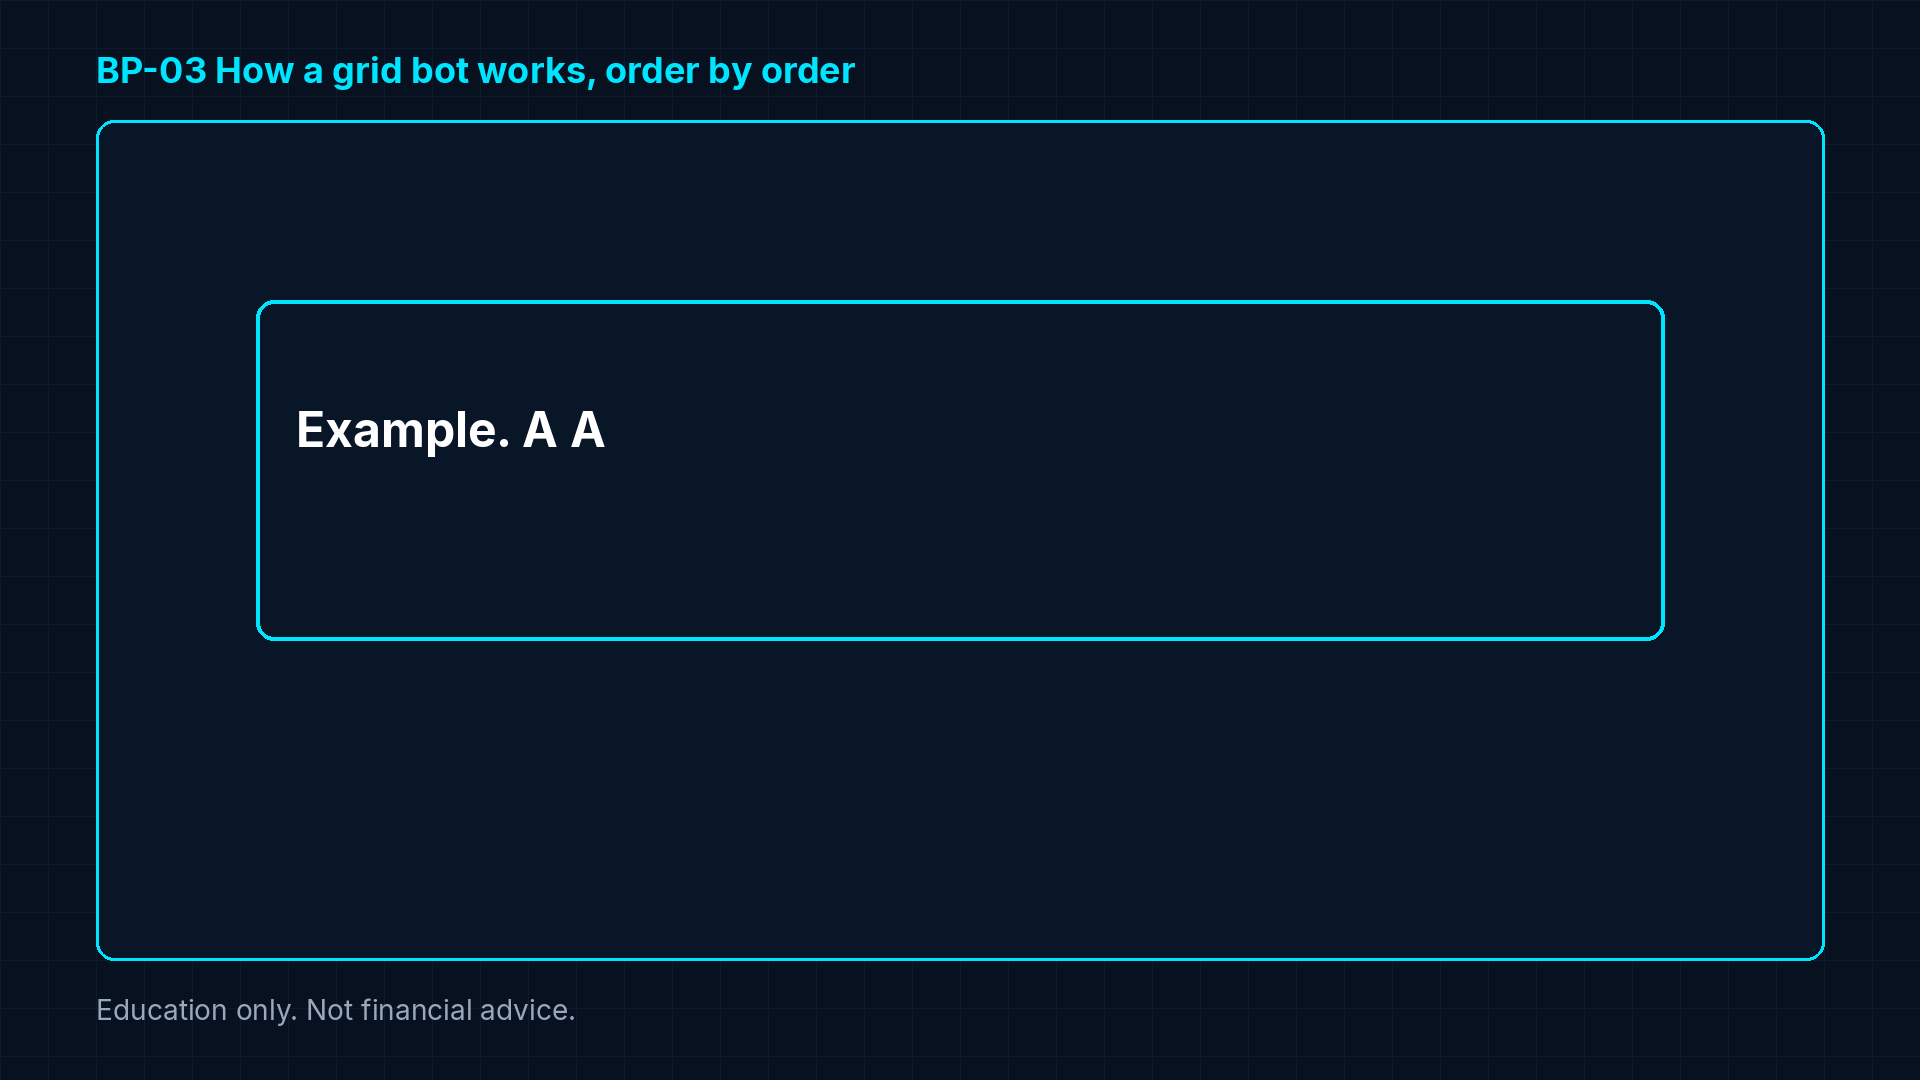 BP-03 How a grid bot works, order by order
Example. A A
Education only. Not financial advice.